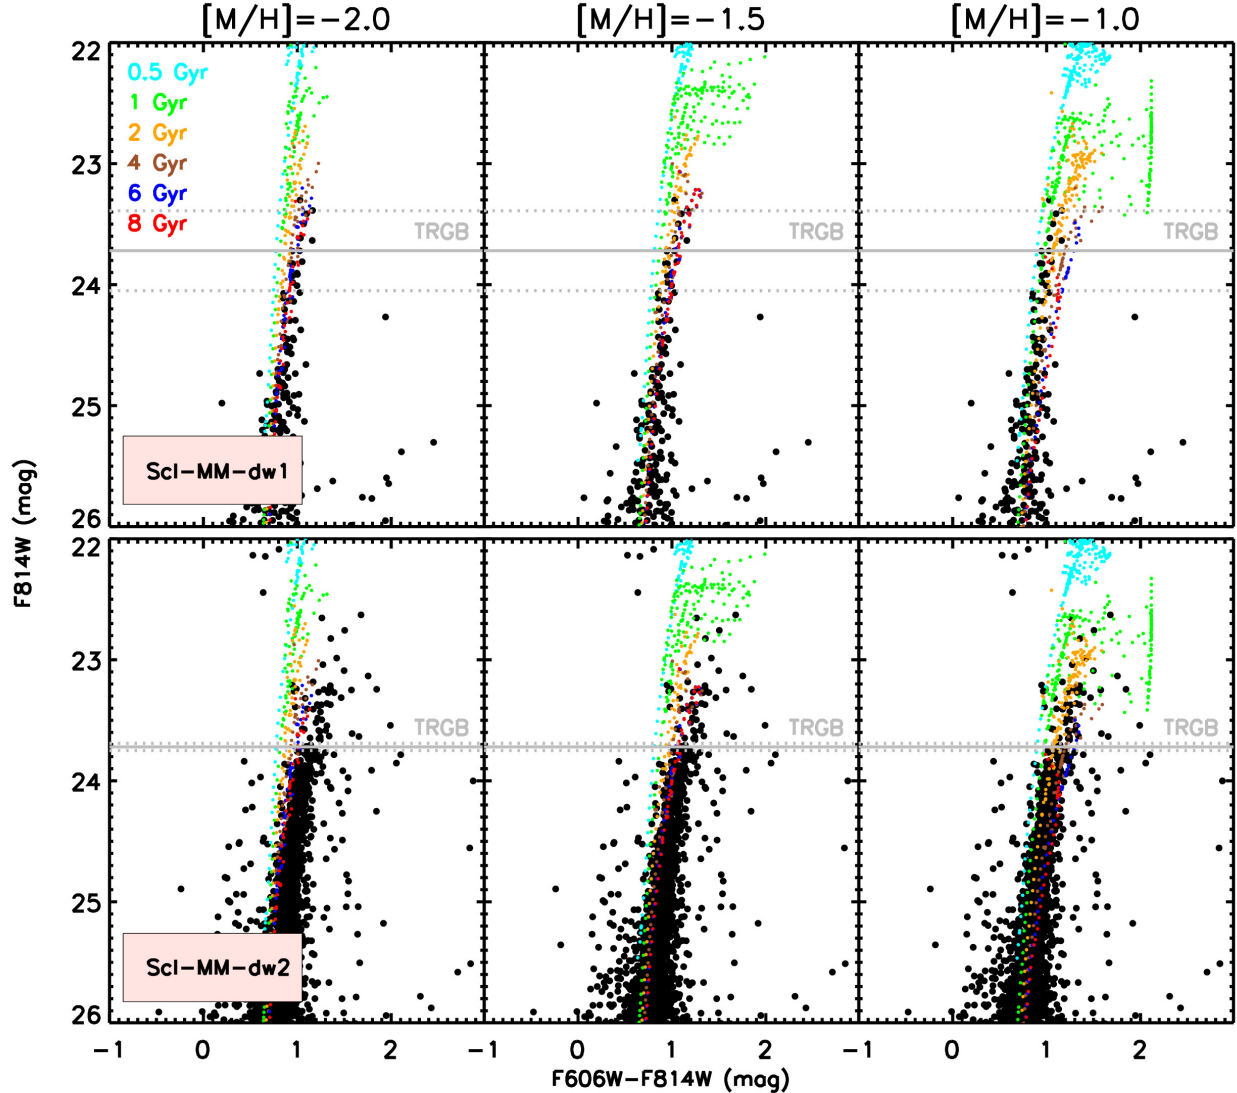 [M/H]=−2.0 [M/H]=−1.5 [M/H]=−1.0
22
0.5 Gyr
1 Gyr
2 Gyr
23
4 Gyr
6 Gyr
8 Gyr
TRGB TRGB TRGB
24
25
Scl−MM−dw1
26
F814W (mag)
22
23
TRGB TRGB TRGB
24
25
Scl−MM−dw2
26
−1 0 1 2 −1 0 1 2 −1 0 1 2
F606W−F814W (mag)